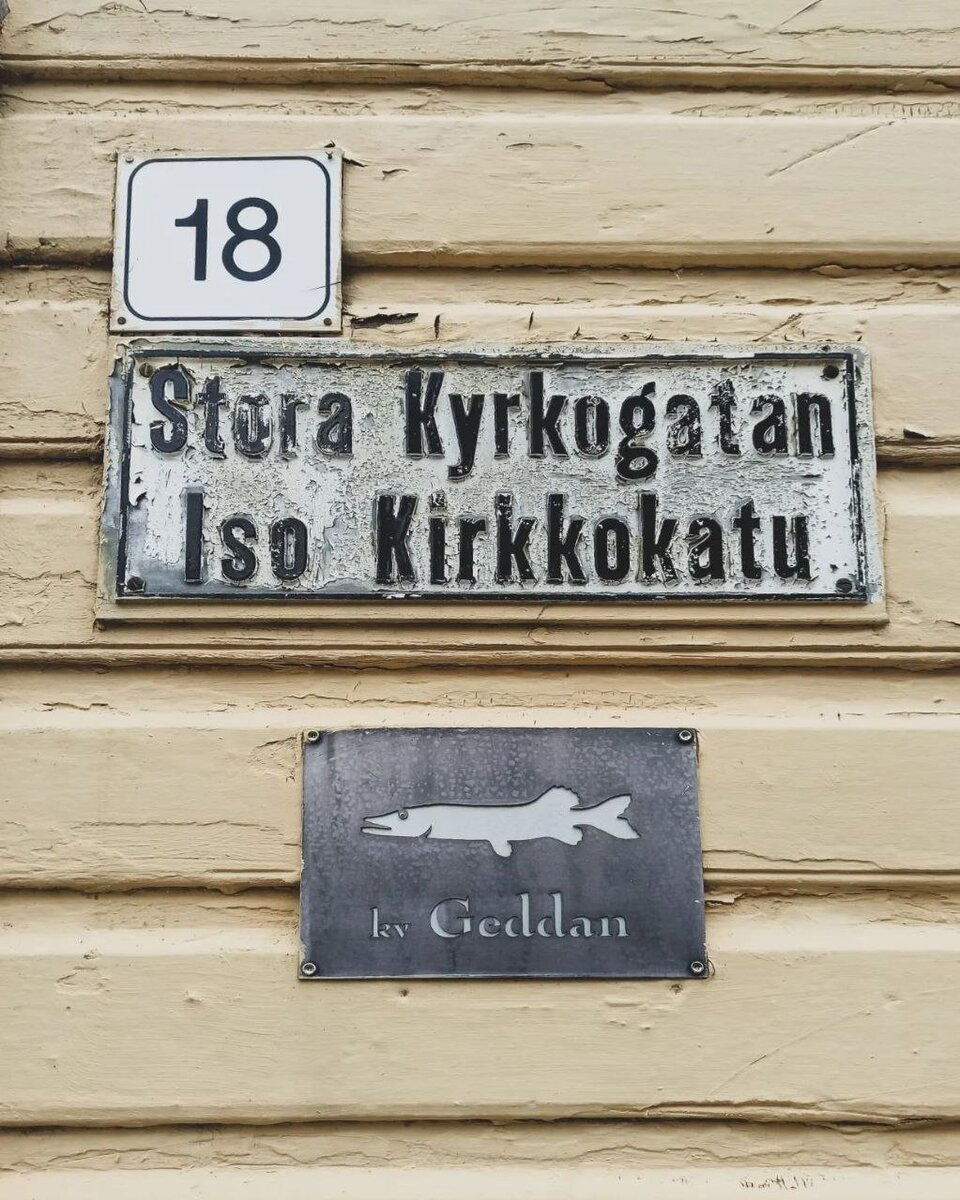 18
Stora Kyrkogatan
Iso Kirkkokatu
kv Geddan